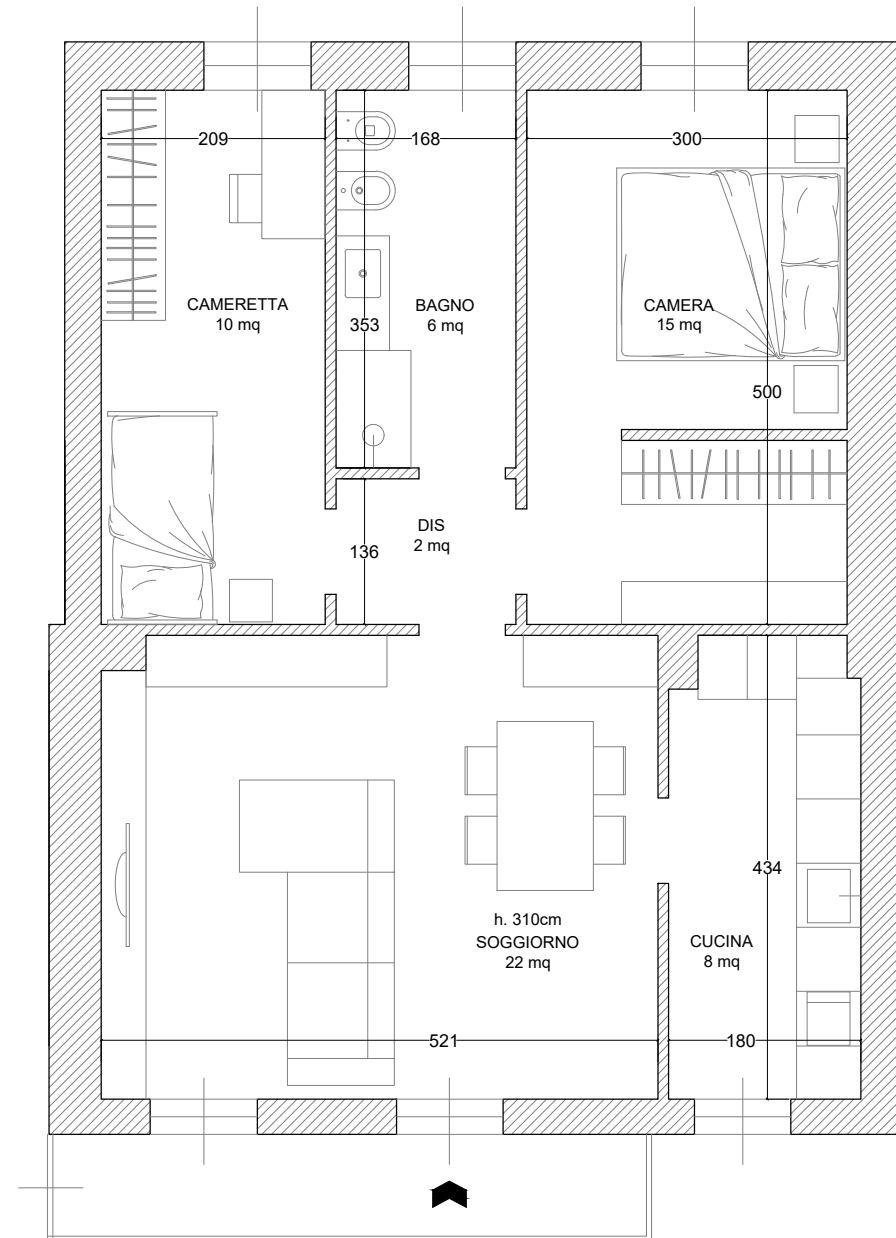 209
168
300
CAMERETTA
10 mq
353
BAGNO
6 mq
CAMERA
15 mq
500
DIS
2 mq
136
434
h. 310cm
SOGGIORNO
22 mq
CUCINA
8 mq
521
180